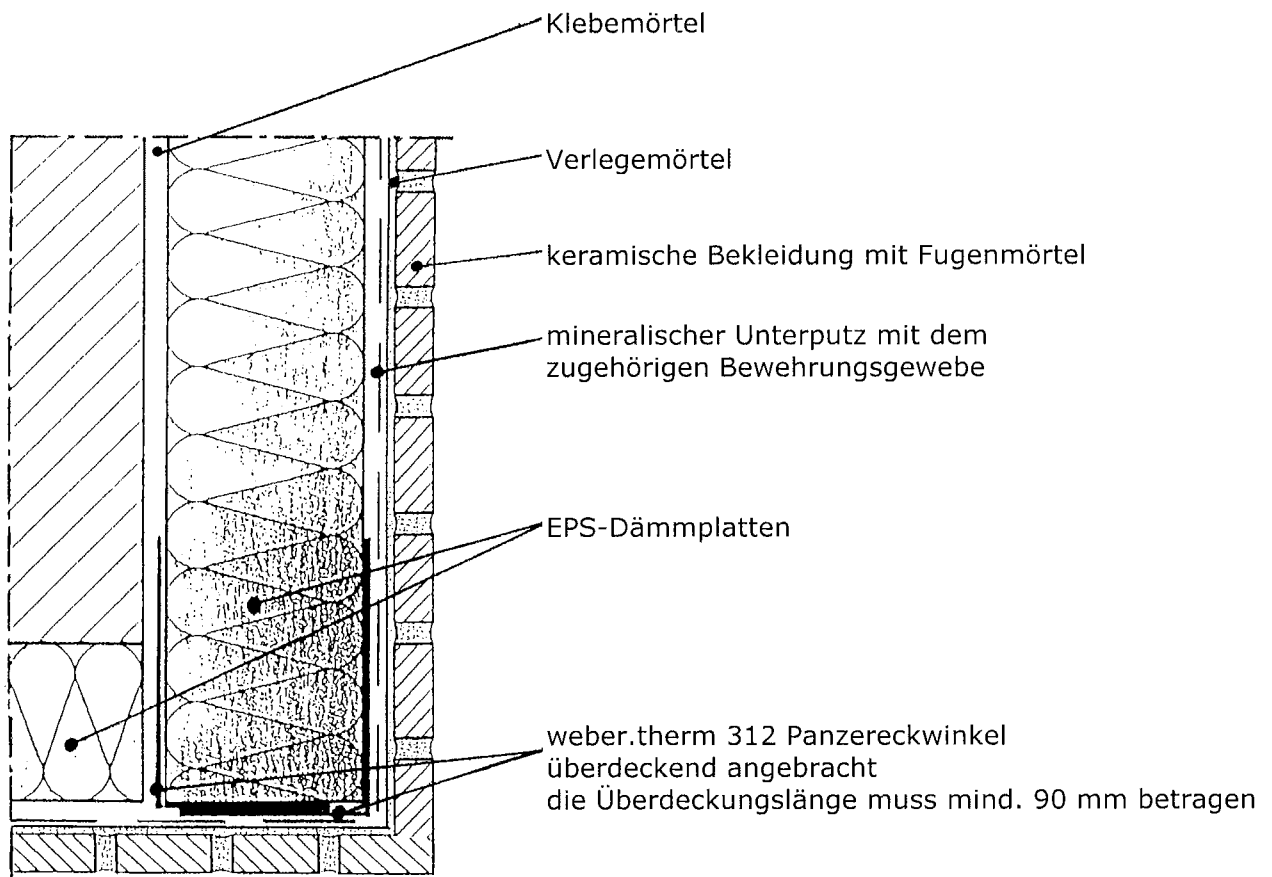 Klebemörtel
Verlegemörtel
keramische Bekleidung mit Fugenmörtel
mineralischer Unterputz mit dem
zugehörigen Bewehrungsgewebe
EPS-Dämmplatten
weber.therm 312 Panzereckwinkel
überdeckend angebracht
die Überdeckungslänge muss mind. 90 mm betragen